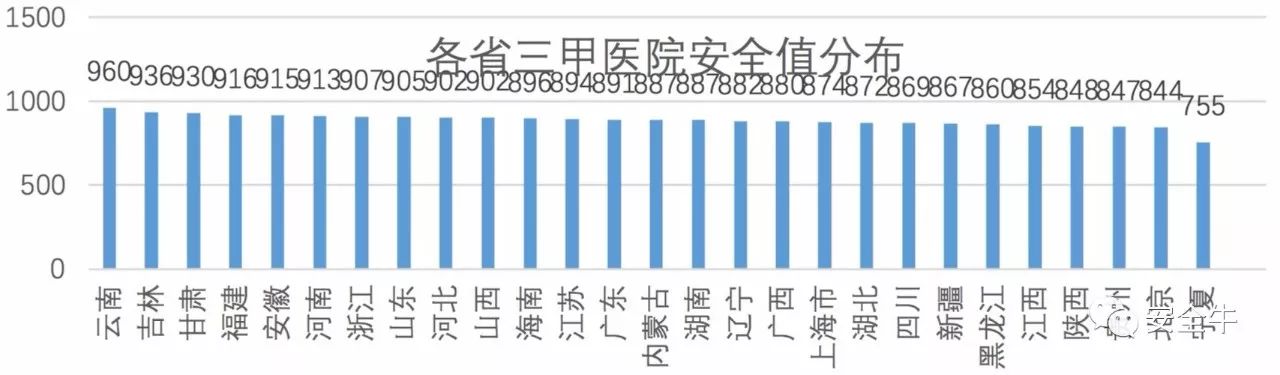 各省三甲医院安全值分布
1500
1000
500
0
960 936 930 916 915 913 907 905 902 902 896 894 891 887 887 882 880 874 872 869 867 860 854 848 847 844 755
云南
吉林
甘肃
福建
安徽
河南
浙江
山东
河北
山西
海南
江苏
广东
内蒙古
湖南
辽宁
广西
上海市
湖北
四川
新疆
黑龙江
江西
陕西
州
北京
宁夏
安全牛